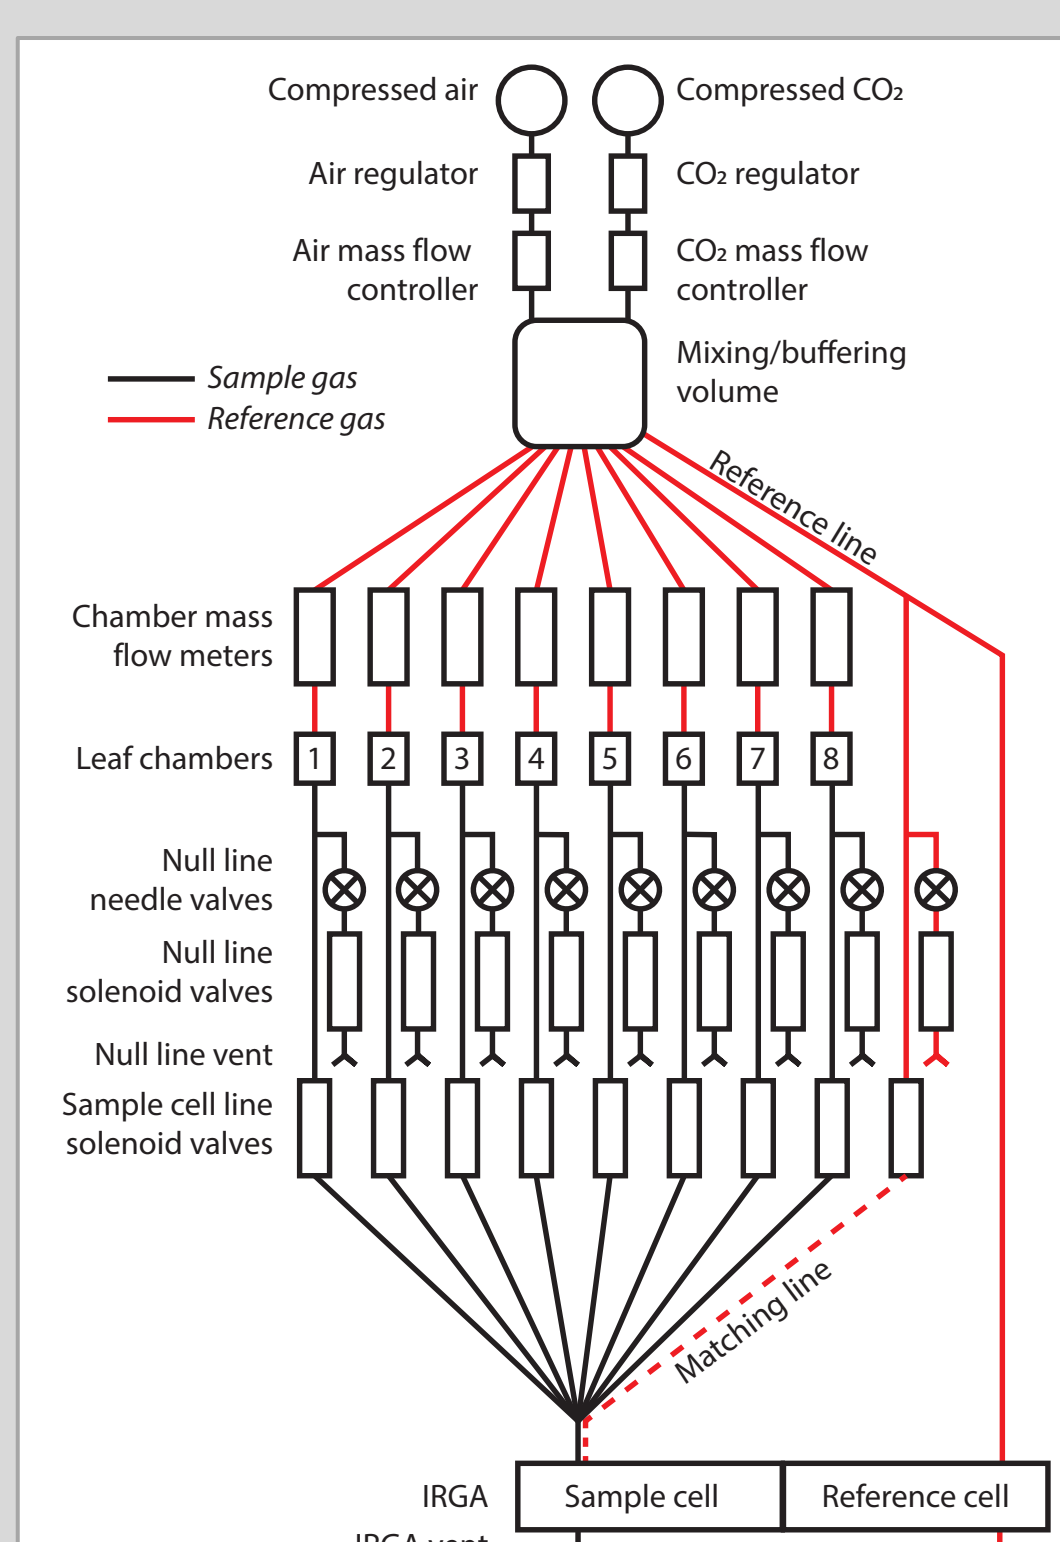 Compressed air
Compressed CO₂
Air regulator
CO₂ regulator
Air mass flow
controller
CO₂ mass flow
controller
Mixing/buffering
volume
Sample gas
Reference gas
Reference line
Chamber mass
flow meters
Leaf chambers
1 2 3 4 5 6 7 8
Null line
needle valves
Null line
solenoid valves
Null line vent
Sample cell line
solenoid valves
Matching line
IRGA
Sample cell
Reference cell
IRGA vent